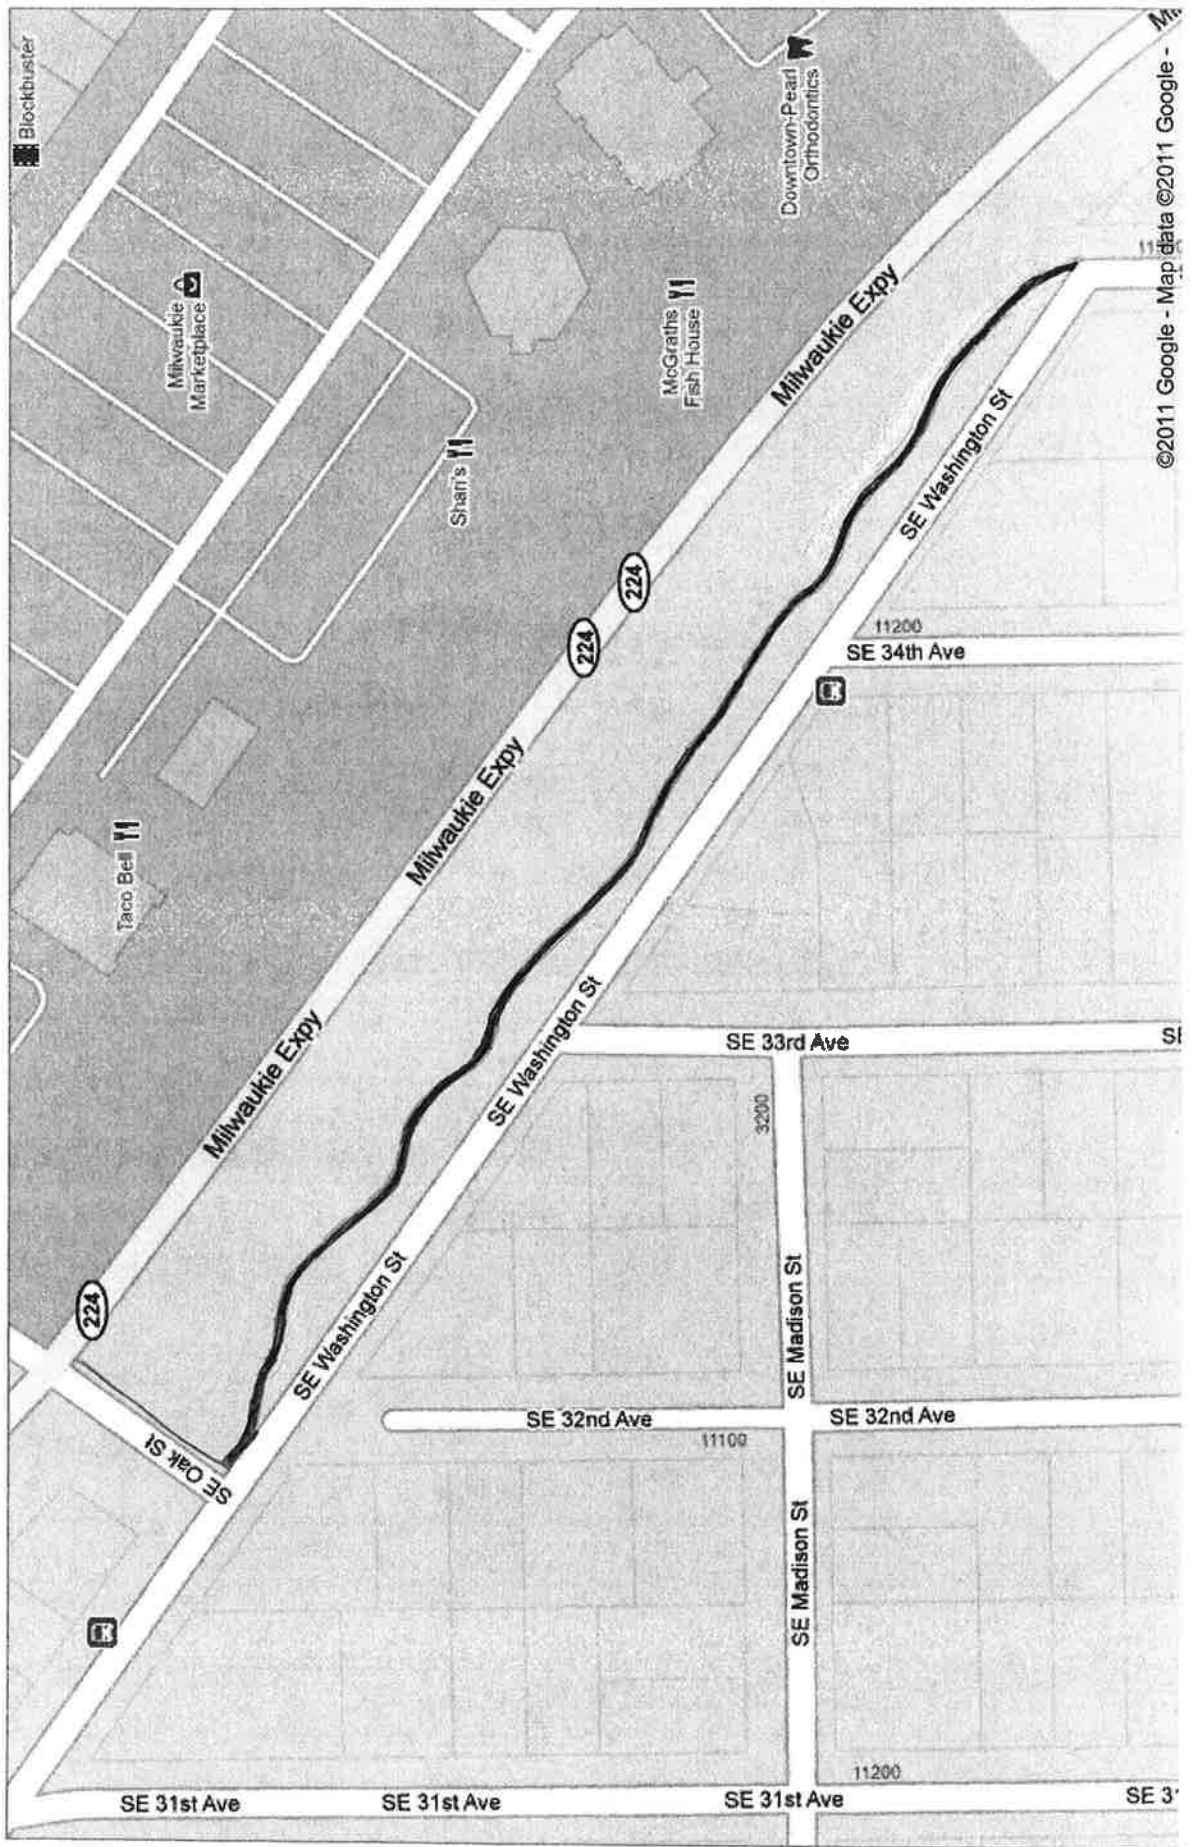 Blockbuster
Milwaukie
Marketplace
Downtown-Pearl
Orthodontics
Shari's
McGraths
Fish House
Taco Bell
Milwaukie Expy
Milwaukie Expy
Milwaukie Expy
224
224
224
SE Oak St
SE Washington St
SE Washington St
SE Washington St
11200
SE 34th Ave
SE 33rd Ave
SE
3200
SE Madison St
SE Madison St
SE 32nd Ave
SE 32nd Ave
11100
11200
SE 31st Ave
SE 31st Ave
SE 31st Ave
SE 3
©2011 Google - Map data ©2011 Google -